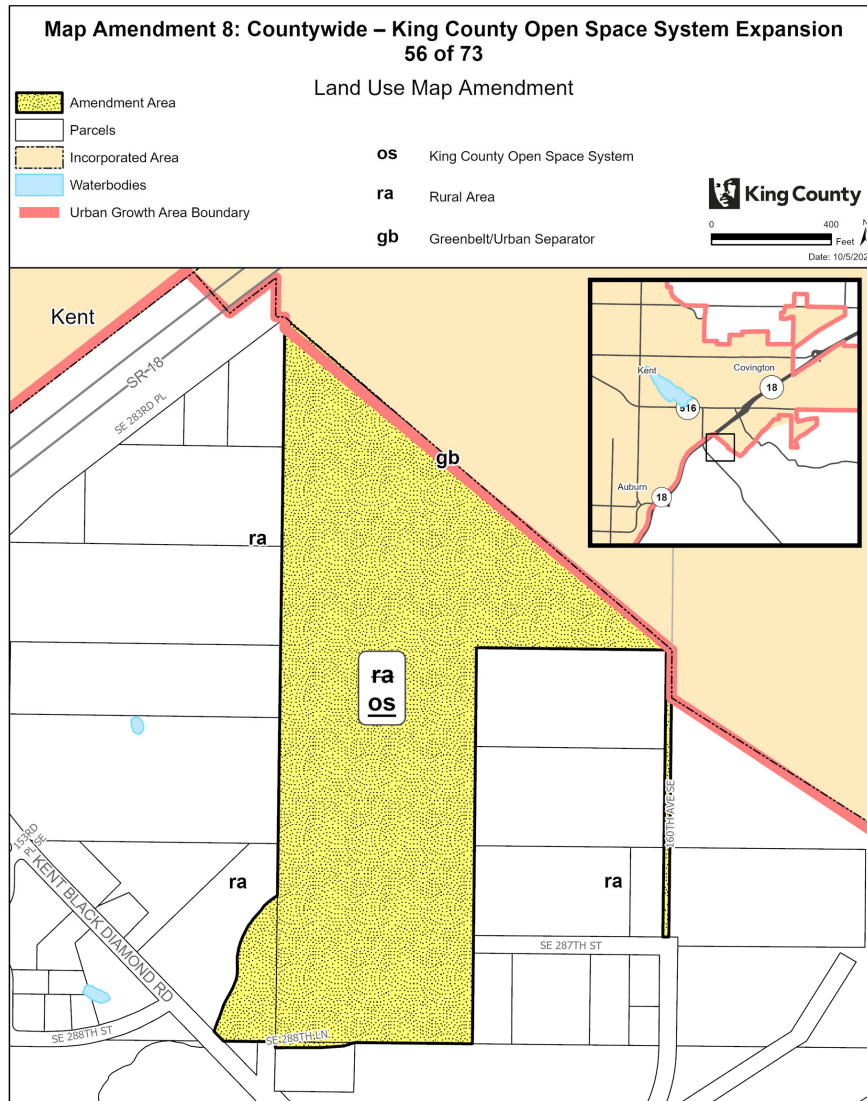 Map Amendment 8: Countywide – King County Open Space System Expansion
56 of 73
Land Use Map Amendment
Amendment Area
Parcels
Incorporated Area
Waterbodies
Urban Growth Area Boundary
os King County Open Space System
ra Rural Area
gb Greenbelt/Urban Separator
King County
0 400
Feet
N
Date: 10/5/202
Kent
SR-18
SE 283RD PL
gb
ra
ra
os
ra
ra
160TH AVE SE
153RD
PL SE
KENT BLACK DIAMOND RD
SE 287TH ST
SE 288TH ST
SE 288TH LN
Kent
Covington
18
516
Auburn
18